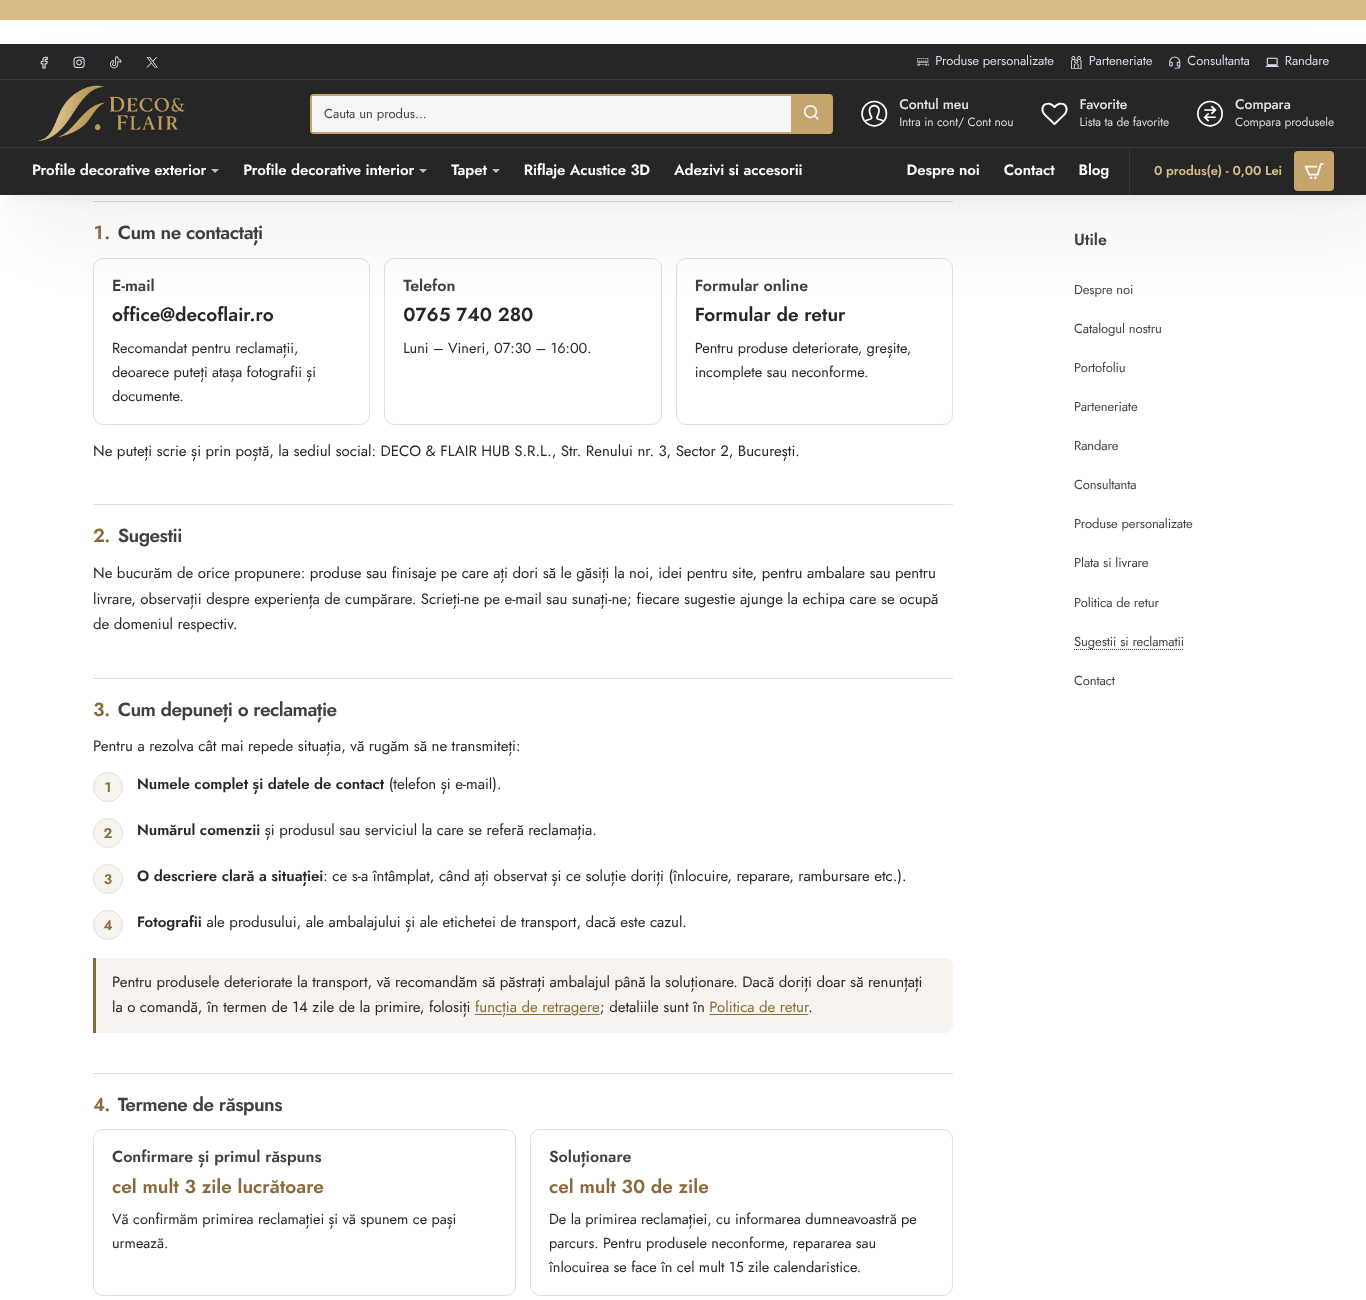 Produse personalizate
Parteneriate
Consultanta
Randare
DECO&
FLAIR
Cauta un produs...
Contul meu
Intra in cont/ Cont nou
Favorite
Lista ta de favorite
Compara
Compara produsele
Profile decorative exterior
Profile decorative interior
Tapet
Riflaje Acustice 3D
Adezivi si accesorii
Despre noi
Contact
Blog
0 produs(e) - 0,00 Lei
1. Cum ne contactați
E-mail
office@decoflair.ro
Recomandat pentru reclamații,
deoarece puteți atașa fotografii și
documente.
Telefon
0765 740 280
Luni – Vineri, 07:30 – 16:00.
Formular online
Formular de retur
Pentru produse deteriorate, greșite,
incomplete sau neconforme.
Ne puteți scrie și prin poștă, la sediul social: DECO & FLAIR HUB S.R.L., Str. Renului nr. 3, Sector 2, București.
2. Sugestii
Ne bucurăm de orice propunere: produse sau finisaje pe care ați dori să le găsiți la noi, idei pentru site, pentru ambalare sau pentru
livrare, observații despre experiența de cumpărare. Scrieți-ne pe e-mail sau sunați-ne; fiecare sugestie ajunge la echipa care se ocupă
de domeniul respectiv.
3. Cum depuneți o reclamație
Pentru a rezolva cât mai repede situația, vă rugăm să ne transmiteți:
1 Numele complet și datele de contact (telefon și e-mail).
2 Numărul comenzii și produsul sau serviciul la care se referă reclamația.
3 O descriere clară a situației: ce s-a întâmplat, când ați observat și ce soluție doriți (înlocuire, reparare, rambursare etc.).
4 Fotografii ale produsului, ale ambalajului și ale etichetei de transport, dacă este cazul.
Pentru produsele deteriorate la transport, vă recomandăm să păstrați ambalajul până la soluționare. Dacă doriți doar să renunțați
la o comandă, în termen de 14 zile de la primire, folosiți funcția de retragere; detaliile sunt în Politica de retur.
4. Termene de răspuns
Confirmare și primul răspuns
cel mult 3 zile lucrătoare
Vă confirmăm primirea reclamației și vă spunem ce pași
urmează.
Soluționare
cel mult 30 de zile
De la primirea reclamației, cu informarea dumneavoastră pe
parcurs. Pentru produsele neconforme, repararea sau
înlocuirea se face în cel mult 15 zile calendaristice.
Utile
Despre noi
Catalogul nostru
Portofoliu
Parteneriate
Randare
Consultanta
Produse personalizate
Plata si livrare
Politica de retur
Sugestii si reclamatii
Contact